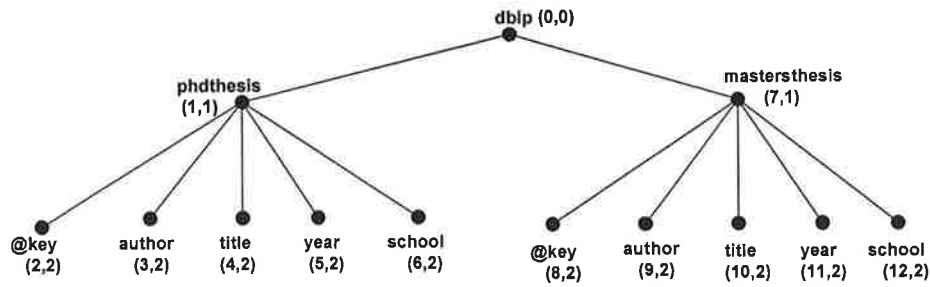 dblp (0,0)
phdthesis
(1,1)
mastersthesis
(7,1)
@key
(2,2)
author
(3,2)
title
(4,2)
year
(5,2)
school
(6,2)
@key
(8,2)
author
(9,2)
title
(10,2)
year
(11,2)
school
(12,2)